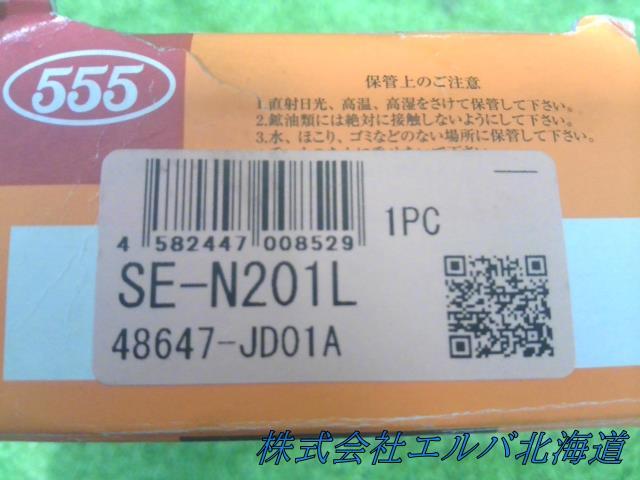 555
保管上のご注意
1.直射日光、高温、高湿をさけて保管して下さい。
2.鉱油類には絶対に接触しないようにして下さい。
3.水、ほこり、ゴミなどのない場所に保管して下さい。
4 582447 008529
1PC
SE-N201L
48647-JD01A
株式会社エルバ北海道